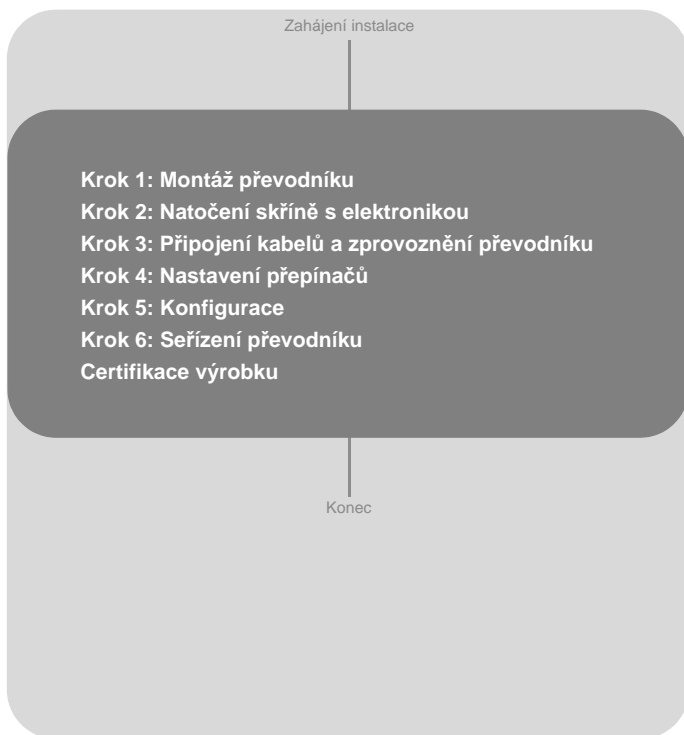 Zahájení instalace
Krok 1: Montáž převodníku
Krok 2: Natočení skříně s elektronikou
Krok 3: Připojení kabelů a zprovoznění převodníku
Krok 4: Nastavení přepínačů
Krok 5: Konfigurace
Krok 6: Seřízení převodníku
Certifikace výrobku
Konec